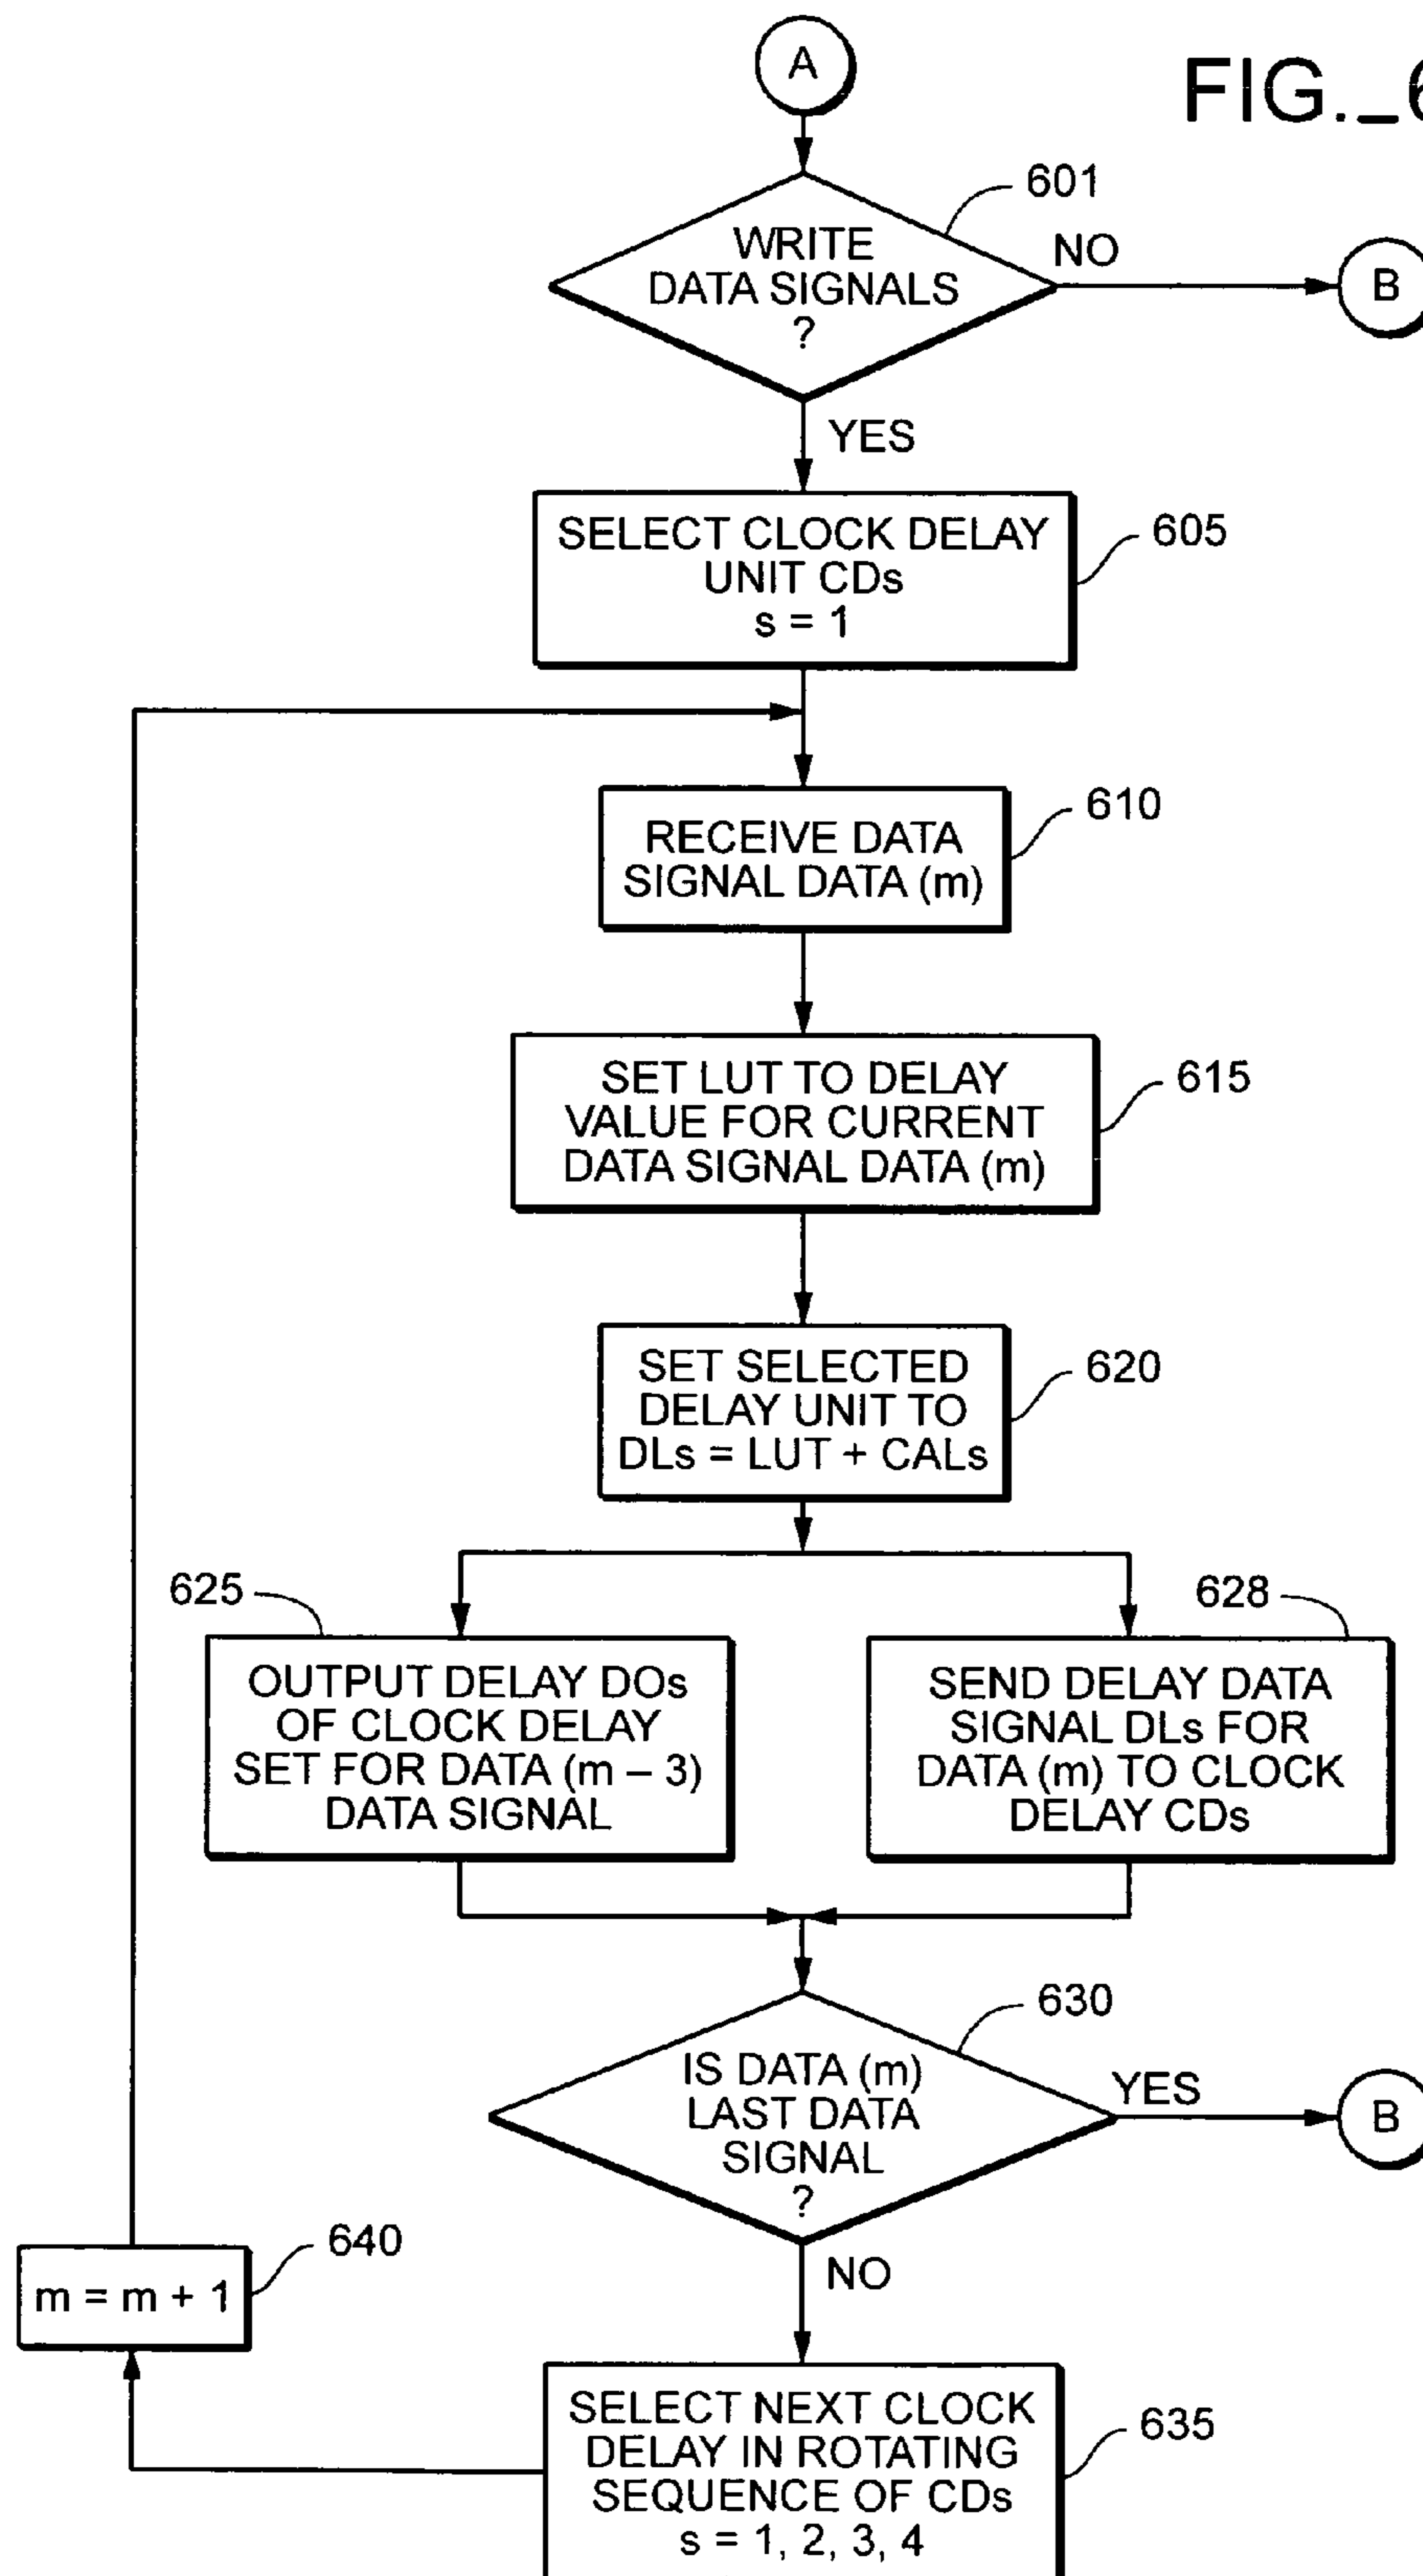 A
FIG._6
601
WRITE
DATA SIGNALS
?
NO
B
YES
SELECT CLOCK DELAY
UNIT CDs
s = 1
605
610
RECEIVE DATA
SIGNAL DATA (m)
SET LUT TO DELAY
VALUE FOR CURRENT
DATA SIGNAL DATA (m)
615
SET SELECTED
DELAY UNIT TO
DLs = LUT + CALs
620
625
OUTPUT DELAY DOs
OF CLOCK DELAY
SET FOR DATA (m – 3)
DATA SIGNAL
628
SEND DELAY DATA
SIGNAL DLs FOR
DATA (m) TO CLOCK
DELAY CDs
630
IS DATA (m)
LAST DATA
SIGNAL
?
YES
B
NO
640
m = m + 1
SELECT NEXT CLOCK
DELAY IN ROTATING
SEQUENCE OF CDs
s = 1, 2, 3, 4
635